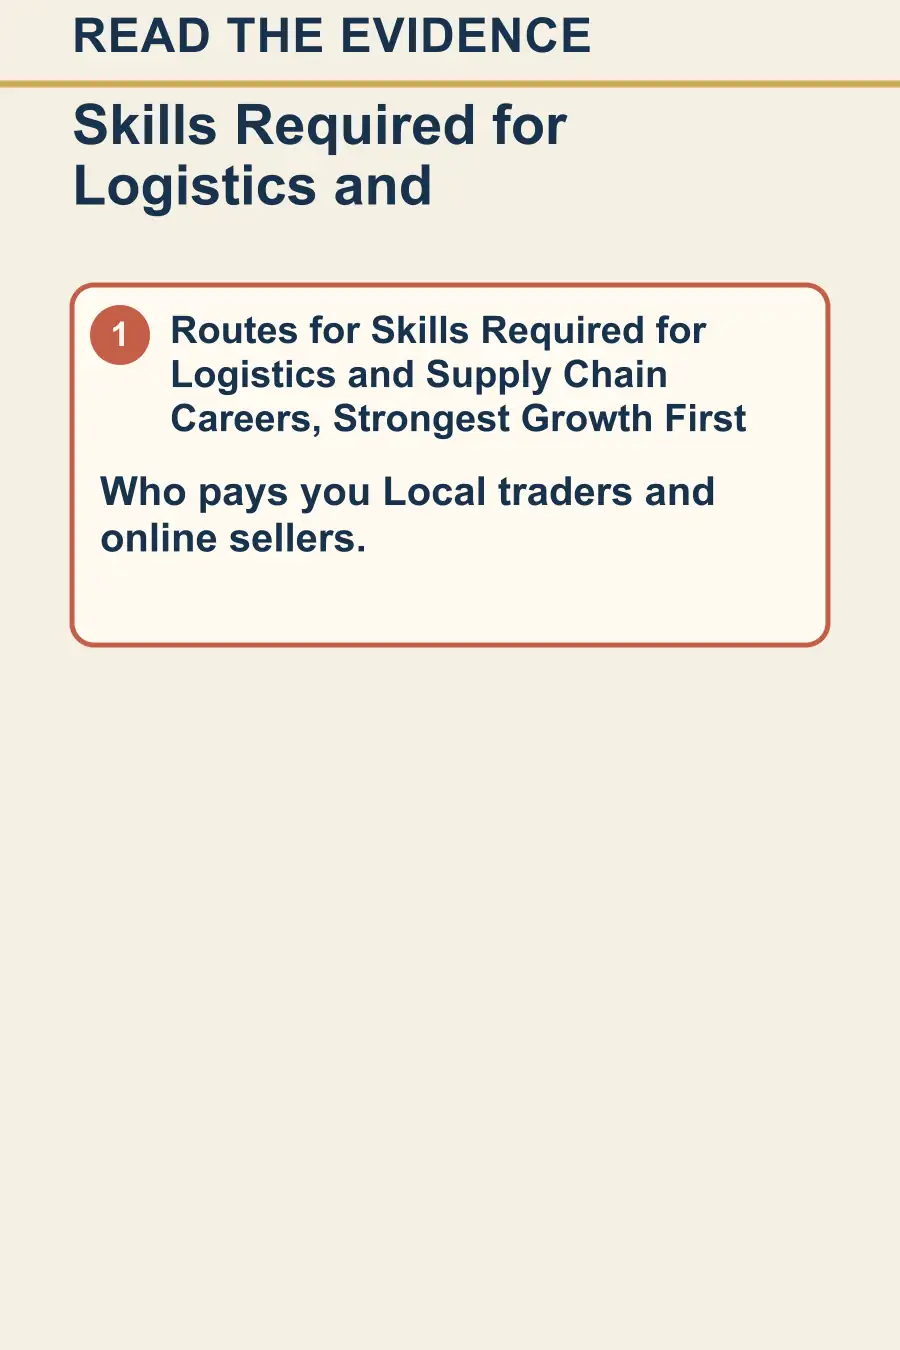 READ THE EVIDENCE
Skills Required for
Logistics and
1
Routes for Skills Required for
Logistics and Supply Chain
Careers, Strongest Growth First
Who pays you Local traders and
online sellers.